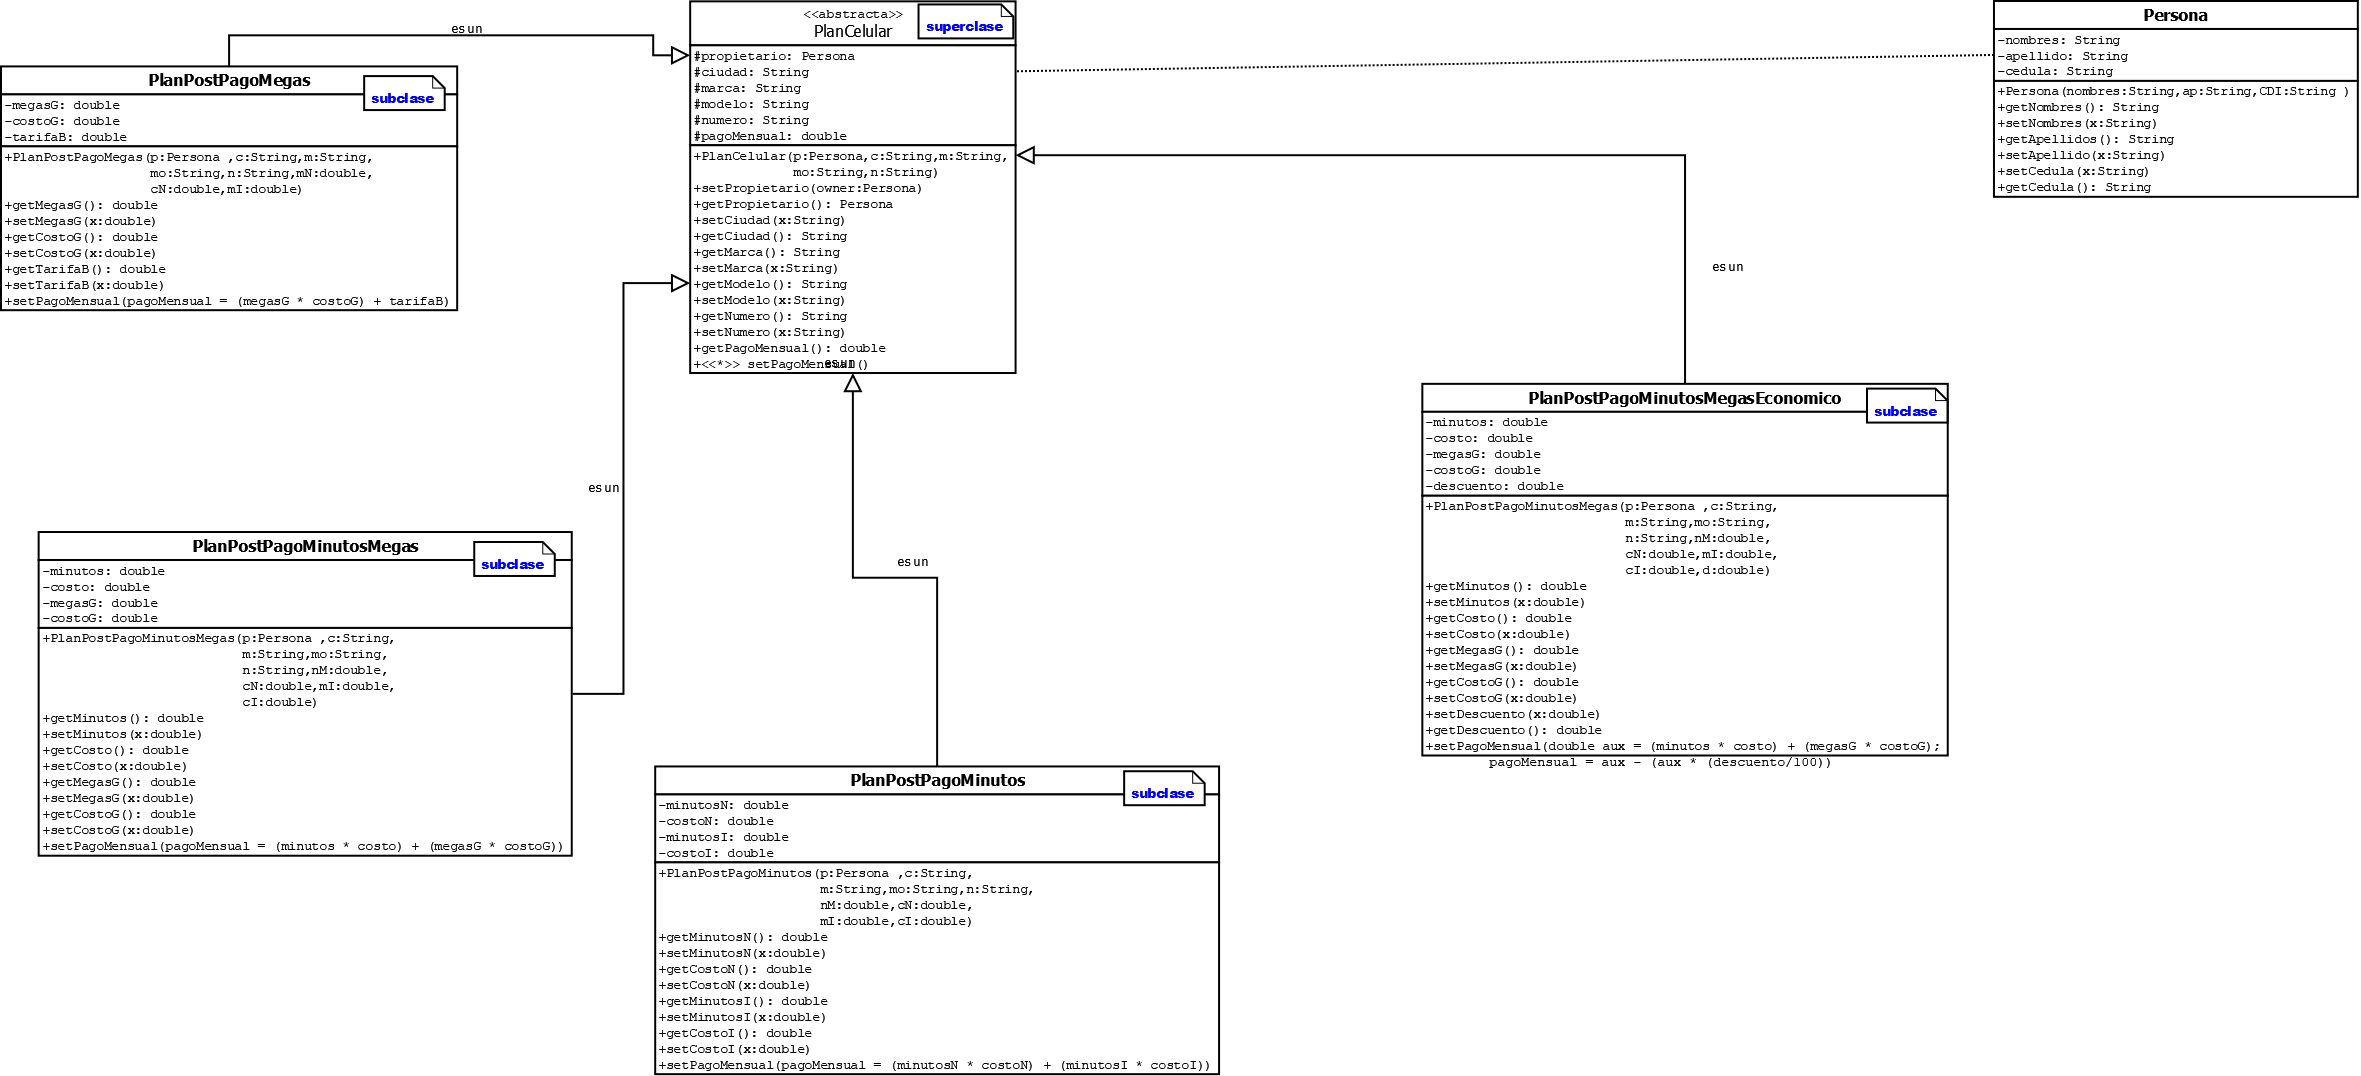 es un
<<abstracta>>
PlanCelular
superclase
#propietario: Persona
#ciudad: String
#marca: String
#modelo: String
#numero: String
#pagoMensual: double
+PlanCelular(p:Persona,c:String,m:String,
mo:String,n:String)
+setPropietario(owner:Persona)
+getPropietario(): Persona
+setCiudad(x:String)
+getCiudad(): String
+getMarca(): String
+setMarca(x:String)
+getModelo(): String
+setModelo(x:String)
+getNumero(): String
+setNumero(x:String)
+getPagoMensual(): double
+<<*>> setPagoMensual()
es un
Persona
-nombres: String
-apellido: String
-cedula: String
+Persona(nombres:String,ap:String,CDI:String )
+getNombres(): String
+setNombres(x:String)
+getApellidos(): String
+setApellido(x:String)
+setCedula(x:String)
+getCedula(): String
PlanPostPagoMegas
subclase
-megasG: double
-costoG: double
-tarifaB: double
+PlanPostPagoMegas(p:Persona ,c:String,m:String,
mo:String,n:String,mN:double,
cN:double,mI:double)
+getMegasG(): double
+setMegasG(x:double)
+getCostoG(): double
+setCostoG(x:double)
+getTarifaB(): double
+setTarifaB(x:double)
+setPagoMensual(pagoMensual = (megasG * costoG) + tarifaB)
es un
es un
PlanPostPagoMinutosMegasEconomico
subclase
-minutos: double
-costo: double
-megasG: double
-costoG: double
-descuento: double
+PlanPostPagoMinutosMegas(p:Persona ,c:String,
m:String,mo:String,
n:String,nM:double,
cN:double,mI:double,
cI:double,d:double)
+getMinutos(): double
+setMinutos(x:double)
+getCosto(): double
+setCosto(x:double)
+getMegasG(): double
+setMegasG(x:double)
+getCostoG(): double
+setCostoG(x:double)
+setDescuento(x:double)
+getDescuento(): double
+setPagoMensual(double aux = (minutos * costo) + (megasG * costoG);
pagoMensual = aux - (aux * (descuento/100))
PlanPostPagoMinutosMegas
subclase
-minutos: double
-costo: double
-megasG: double
-costoG: double
+PlanPostPagoMinutosMegas(p:Persona ,c:String,
m:String,mo:String,
n:String,nM:double,
cN:double,mI:double,
cI:double)
+getMinutos(): double
+setMinutos(x:double)
+getCosto(): double
+setCosto(x:double)
+getMegasG(): double
+setMegasG(x:double)
+getCostoG(): double
+setCostoG(x:double)
+setPagoMensual(pagoMensual = (minutos * costo) + (megasG * costoG))
es un
PlanPostPagoMinutos
subclase
-minutosN: double
-costoN: double
-minutosI: double
-costoI: double
+PlanPostPagoMinutos(p:Persona ,c:String,
m:String,mo:String,n:String,
nM:double,cN:double,
mI:double,cI:double)
+getMinutosN(): double
+setMinutosN(x:double)
+getCostoN(): double
+setCostoN(x:double)
+getMinutosI(): double
+setMinutosI(x:double)
+getCostoI(): double
+setCostoI(x:double)
+setPagoMensual(pagoMensual = (minutosN * costoN) + (minutosI * costoI))